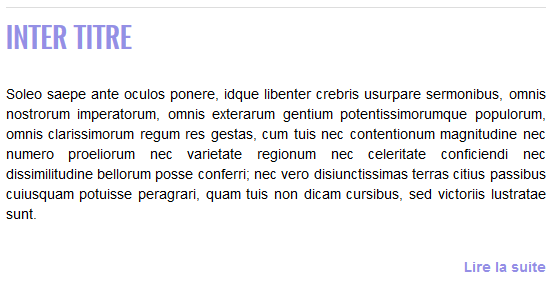 INTER TITRE
Soleo saepe ante oculos ponere, idque libenter crebris usurpare sermonibus, omnis
nostrorum imperatorum, omnis exterarum gentium potentissimorumque populorum,
omnis clarissimorum regum res gestas, cum tuis nec contentionum magnitudine nec
numero proeliorum nec varietate regionum nec celeritate conficiendi nec
dissimilitudine bellorum posse conferri; nec vero disiunctissimas terras citius passibus
cuiusquam potuisse peragrari, quam tuis non dicam cursibus, sed victoriis lustratae
sunt.
Lire la suite